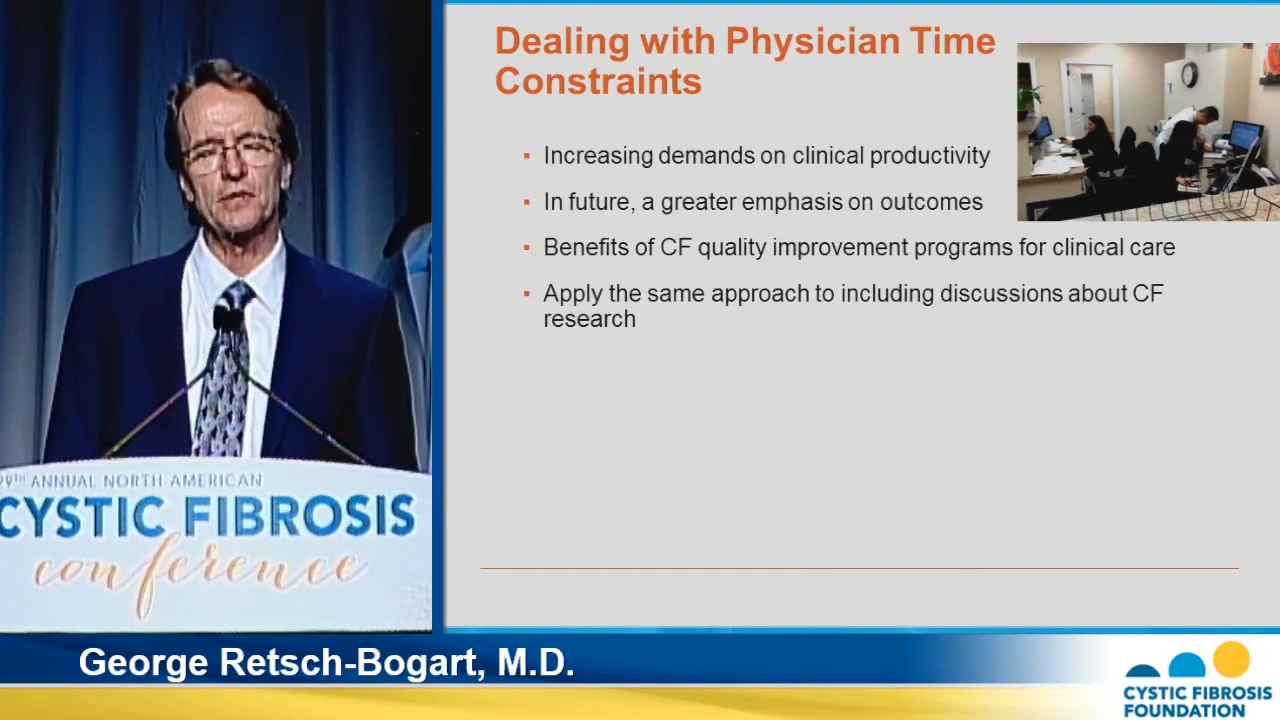 Dealing with Physician Time
Constraints
Increasing demands on clinical productivity
In future, a greater emphasis on outcomes
Benefits of CF quality improvement programs for clinical care
Apply the same approach to including discussions about CF
research
29TH ANNUAL NORTH AMERICAN
CYSTIC FIBROSIS
conference
George Retsch-Bogart, M.D.
CYSTIC FIBROSIS
FOUNDATION